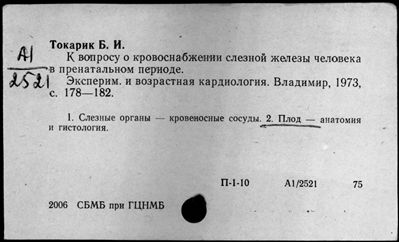 Токарик Б. И.
А1
2521
К вопросу о кровоснабжении слезной железы человека
в пренатальном периоде.
Эксперим. и возрастная кардиология. Владимир, 1973,
с. 178—182.
1. Слезные органы — кровеносные сосуды. 2. Плод — анатомия
и гистология.
П-1-10 А1/2521 75
2006 СБМБ при ГЦНМБ